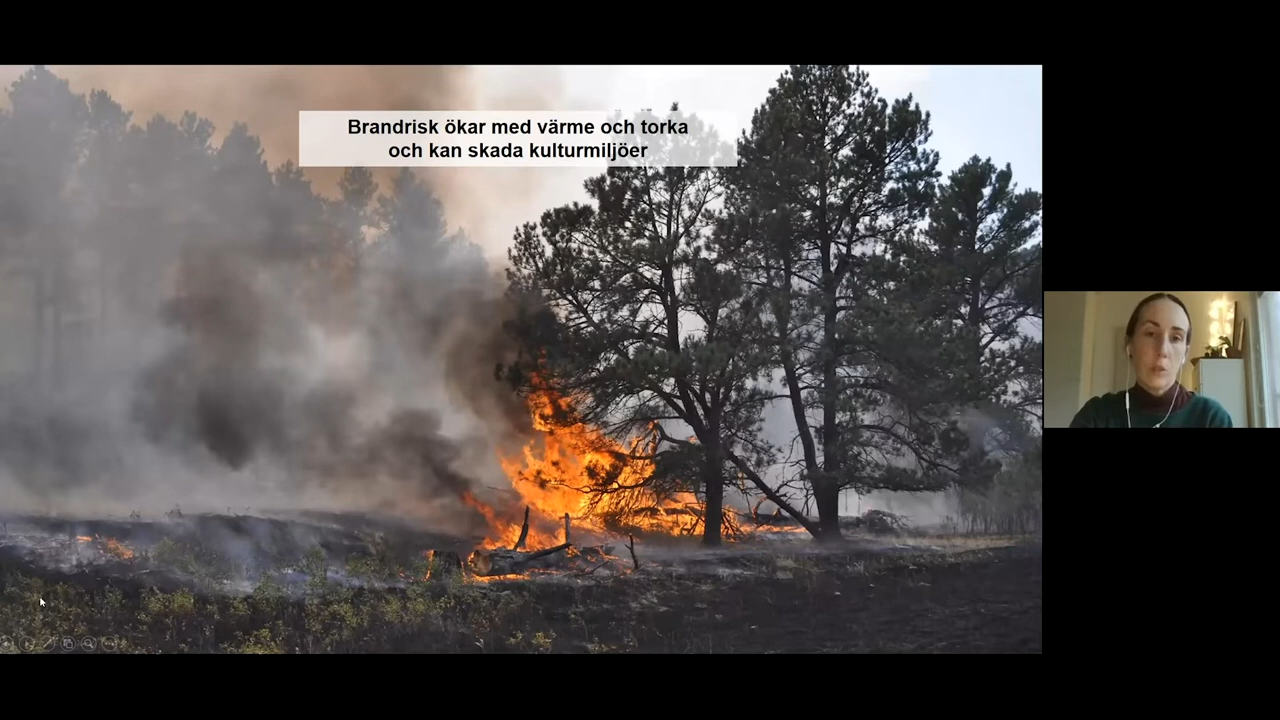 Brandrisk ökar med värme och torka
och kan skada kulturmiljöer